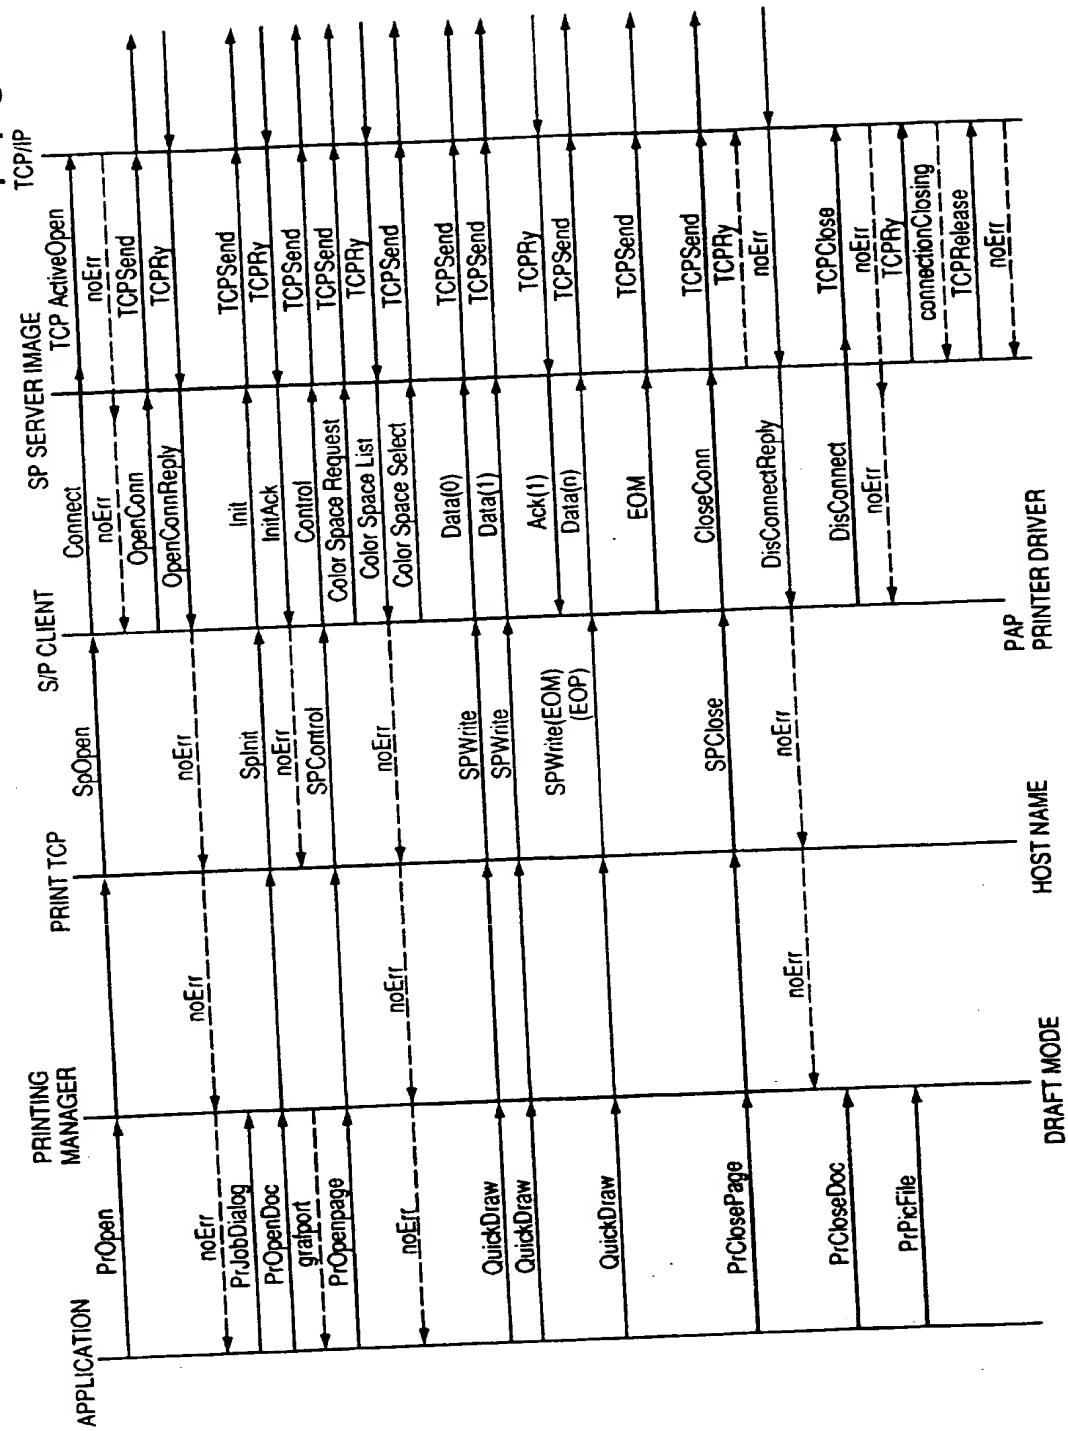 APPLICATION
PRINTING
MANAGER
PRINT TCP
S/P CLIENT
SP SERVER IMAGE
TCP/IP
PrOpen
SpOpen
Connect
TCP ActiveOpen
noErr
noErr
OpenConn
TCPSend
OpenConnReply
TCPRy
noErr
noErr
noErr
PrJobDialog
PrOpenDoc
SpInit
Init
TCPSend
grafport
noErr
InitAck
TCPRy
PrOpenpage
SPControl
Control
TCPSend
Color Space Request
TCPSend
Color Space List
TCPRy
noErr
noErr
noErr
Color Space Select
TCPSend
QuickDraw
SPWrite
Data(0)
TCPSend
QuickDraw
SPWrite
Data(1)
TCPSend
Ack(1)
TCPRy
QuickDraw
SPWrite(EOM)
(EOP)
Data(n)
TCPSend
EOM
TCPSend
PrClosePage
SPClose
CloseConn
TCPSend
TCPRy
noErr
noErr
noErr
DisConnectReply
PrCloseDoc
DisConnect
TCPClose
noErr
noErr
PrPicFile
TCPRy
connectionClosing
TCPRelease
noErr
DRAFT MODE
HOST NAME
PAP
PRINTER DRIVER